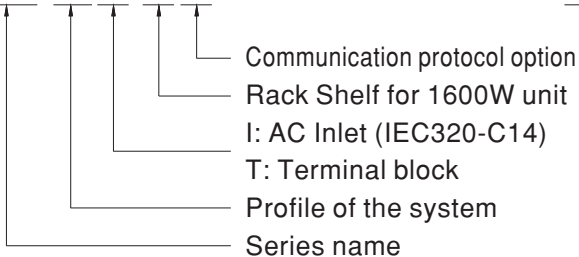 Communication protocol option
Rack Shelf for 1600W unit
I: AC Inlet (IEC320-C14)
T: Terminal block
Profile of the system
Series name